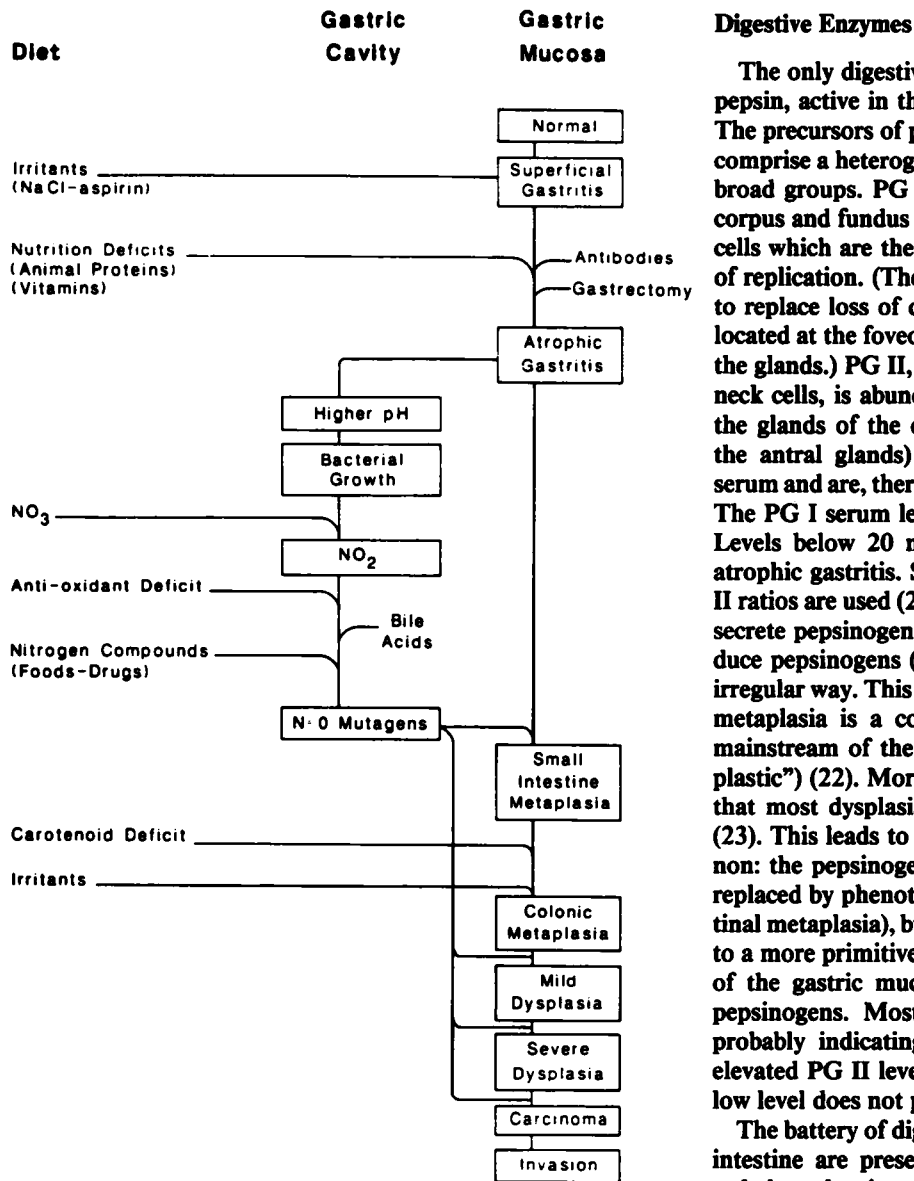 Gastric
Cavity
Gastric
Mucosa
Diet
Normal
Irritants
(NaCl-aspirin)
Superficial
Gastritis
Nutrition Deficits
(Animal Proteins)
(Vitamins)
Antibodies
Gastrectomy
Atrophic
Gastritis
Higher pH
Bacterial
Growth
NO3
NO2
Anti-oxidant Deficit
Bile
Acids
Nitrogen Compounds
(Foods-Drugs)
N=O Mutagens
Small
Intestine
Metaplasia
Carotenoid Deficit
Irritants
Colonic
Metaplasia
Mild
Dysplasia
Severe
Dysplasia
Carcinoma
Invasion
Digestive Enzymes
The only digestiv
pepsin, active in th
The precursors of p
comprise a heterog
broad groups. PG
corpus and fundus
cells which are the
of replication. (The
to replace loss of c
located at the foveo
the glands.) PG II,
neck cells, is abund
the glands of the c
the antral glands)
serum and are, ther
The PG I serum le
Levels below 20 n
atrophic gastritis. S
II ratios are used (2
secrete pepsinogen
duce pepsinogens (
irregular way. This
metaplasia is a co
mainstream of the
plastic") (22). Mor
that most dysplasi
(23). This leads to
non: the pepsinoge
replaced by phenot
tinal metaplasia), b
to a more primitive
of the gastric muc
pepsinogens. Most
probably indicating
elevated PG II leve
low level does not p
The battery of dig
intestine are prese